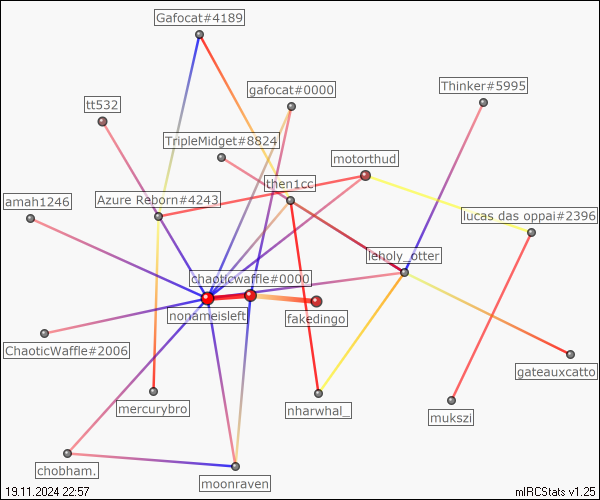 Gafocat#4189
Thinker#5995
gafocat#0000
tt532
TripleMidget#8824
motorthud
then1cc
amah1246
Azure Reborn#4243
lucas das oppai#2396
leholy_otter
chaoticwaffle#0000
nonameisleft
fakedingo
ChaoticWaffle#2006
gateauxcatto
mercurybro
nharwhal_
mukszi
chobham.
moonraven
19.11.2024 22:57
mIRCStats v1.25